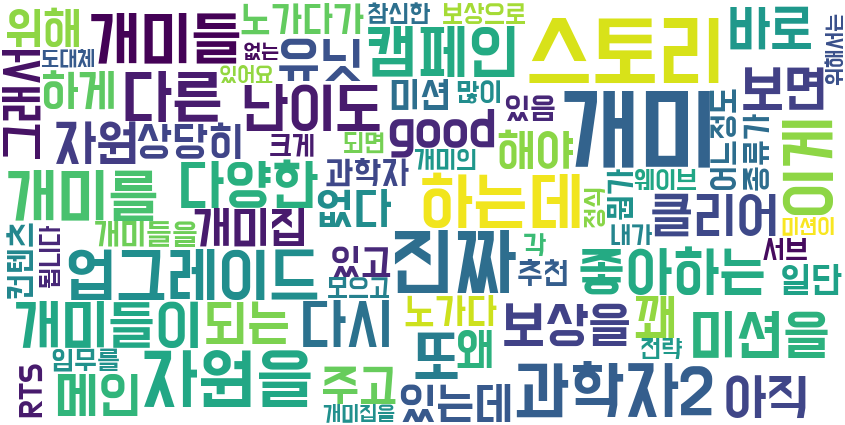 위해 개미들 노가다가 참신한 보상으로 스토리 바로 위해서는
그래서 도대체 없는 유닛 캠페인
하게 다른 있어요 난이도 미션 많이 개미 보면
자원 상당히 크게 되면 good 있음 어느정도 종류가 이게
개미를 다양한 과학자 개미의 해야 웨이브
없다 하는데 정식 뭔가 클리어
컨텐츠 됩니다 개미들을 개미집 진짜 각 내가 서브 미션이
업그레이드 있고 모으고 추천 좋아하는 일단
개미들이 되는 다시 노가다 보상을 꽤 미션을
RTS 임무를 자원을 또 왜 전략
메인 주고 개미집을 있는데 과학자2 아직